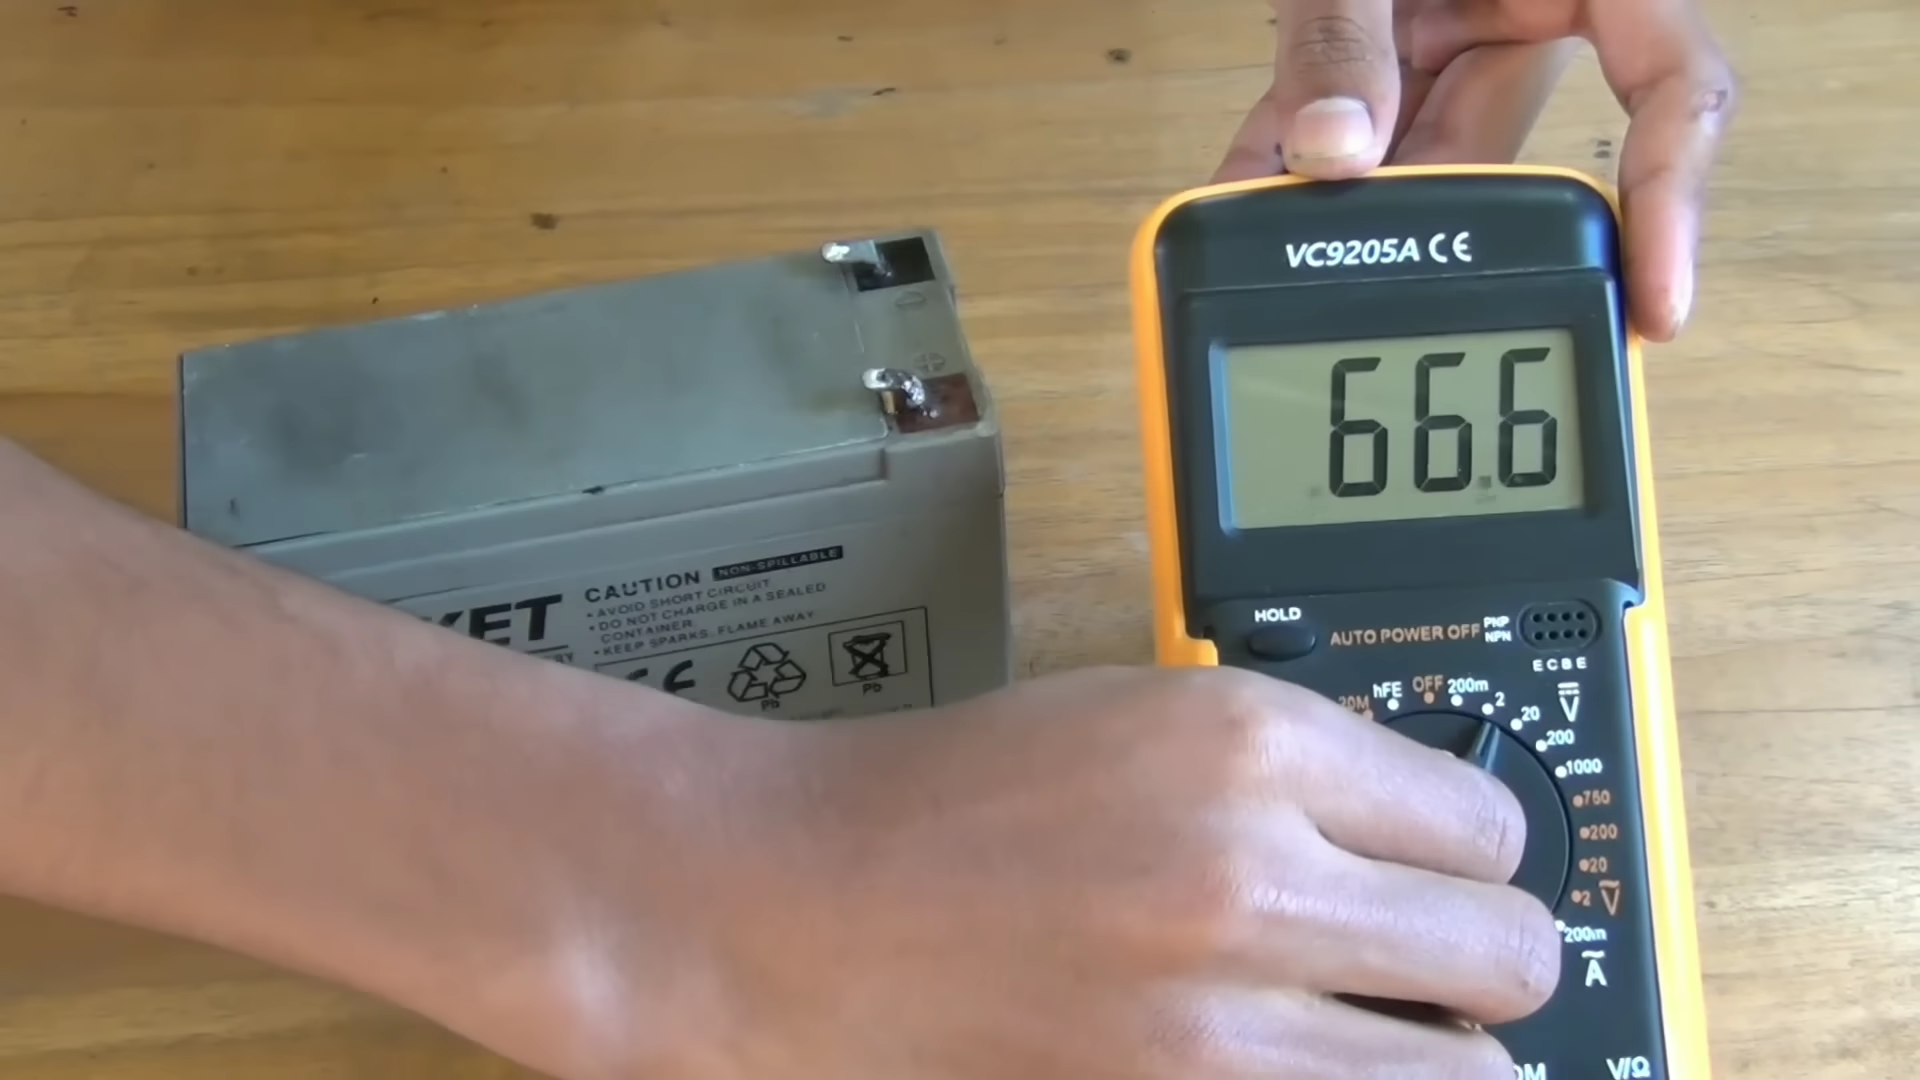 VC9205A CE
66.6
HOLD
AUTO POWER OFF
PNP
NPN
E C B E
20M
hFE
OFF
200m
2
20
200
1000
V
750
200
20
2
V
200m
A
V/Ω
CAUTION NON-SPILLABLE
• AVOID SHORT CIRCUIT.
• DO NOT CHARGE IN A SEALED
CONTAINER.
• KEEP SPARKS, FLAME AWAY
CE
Pb
Pb